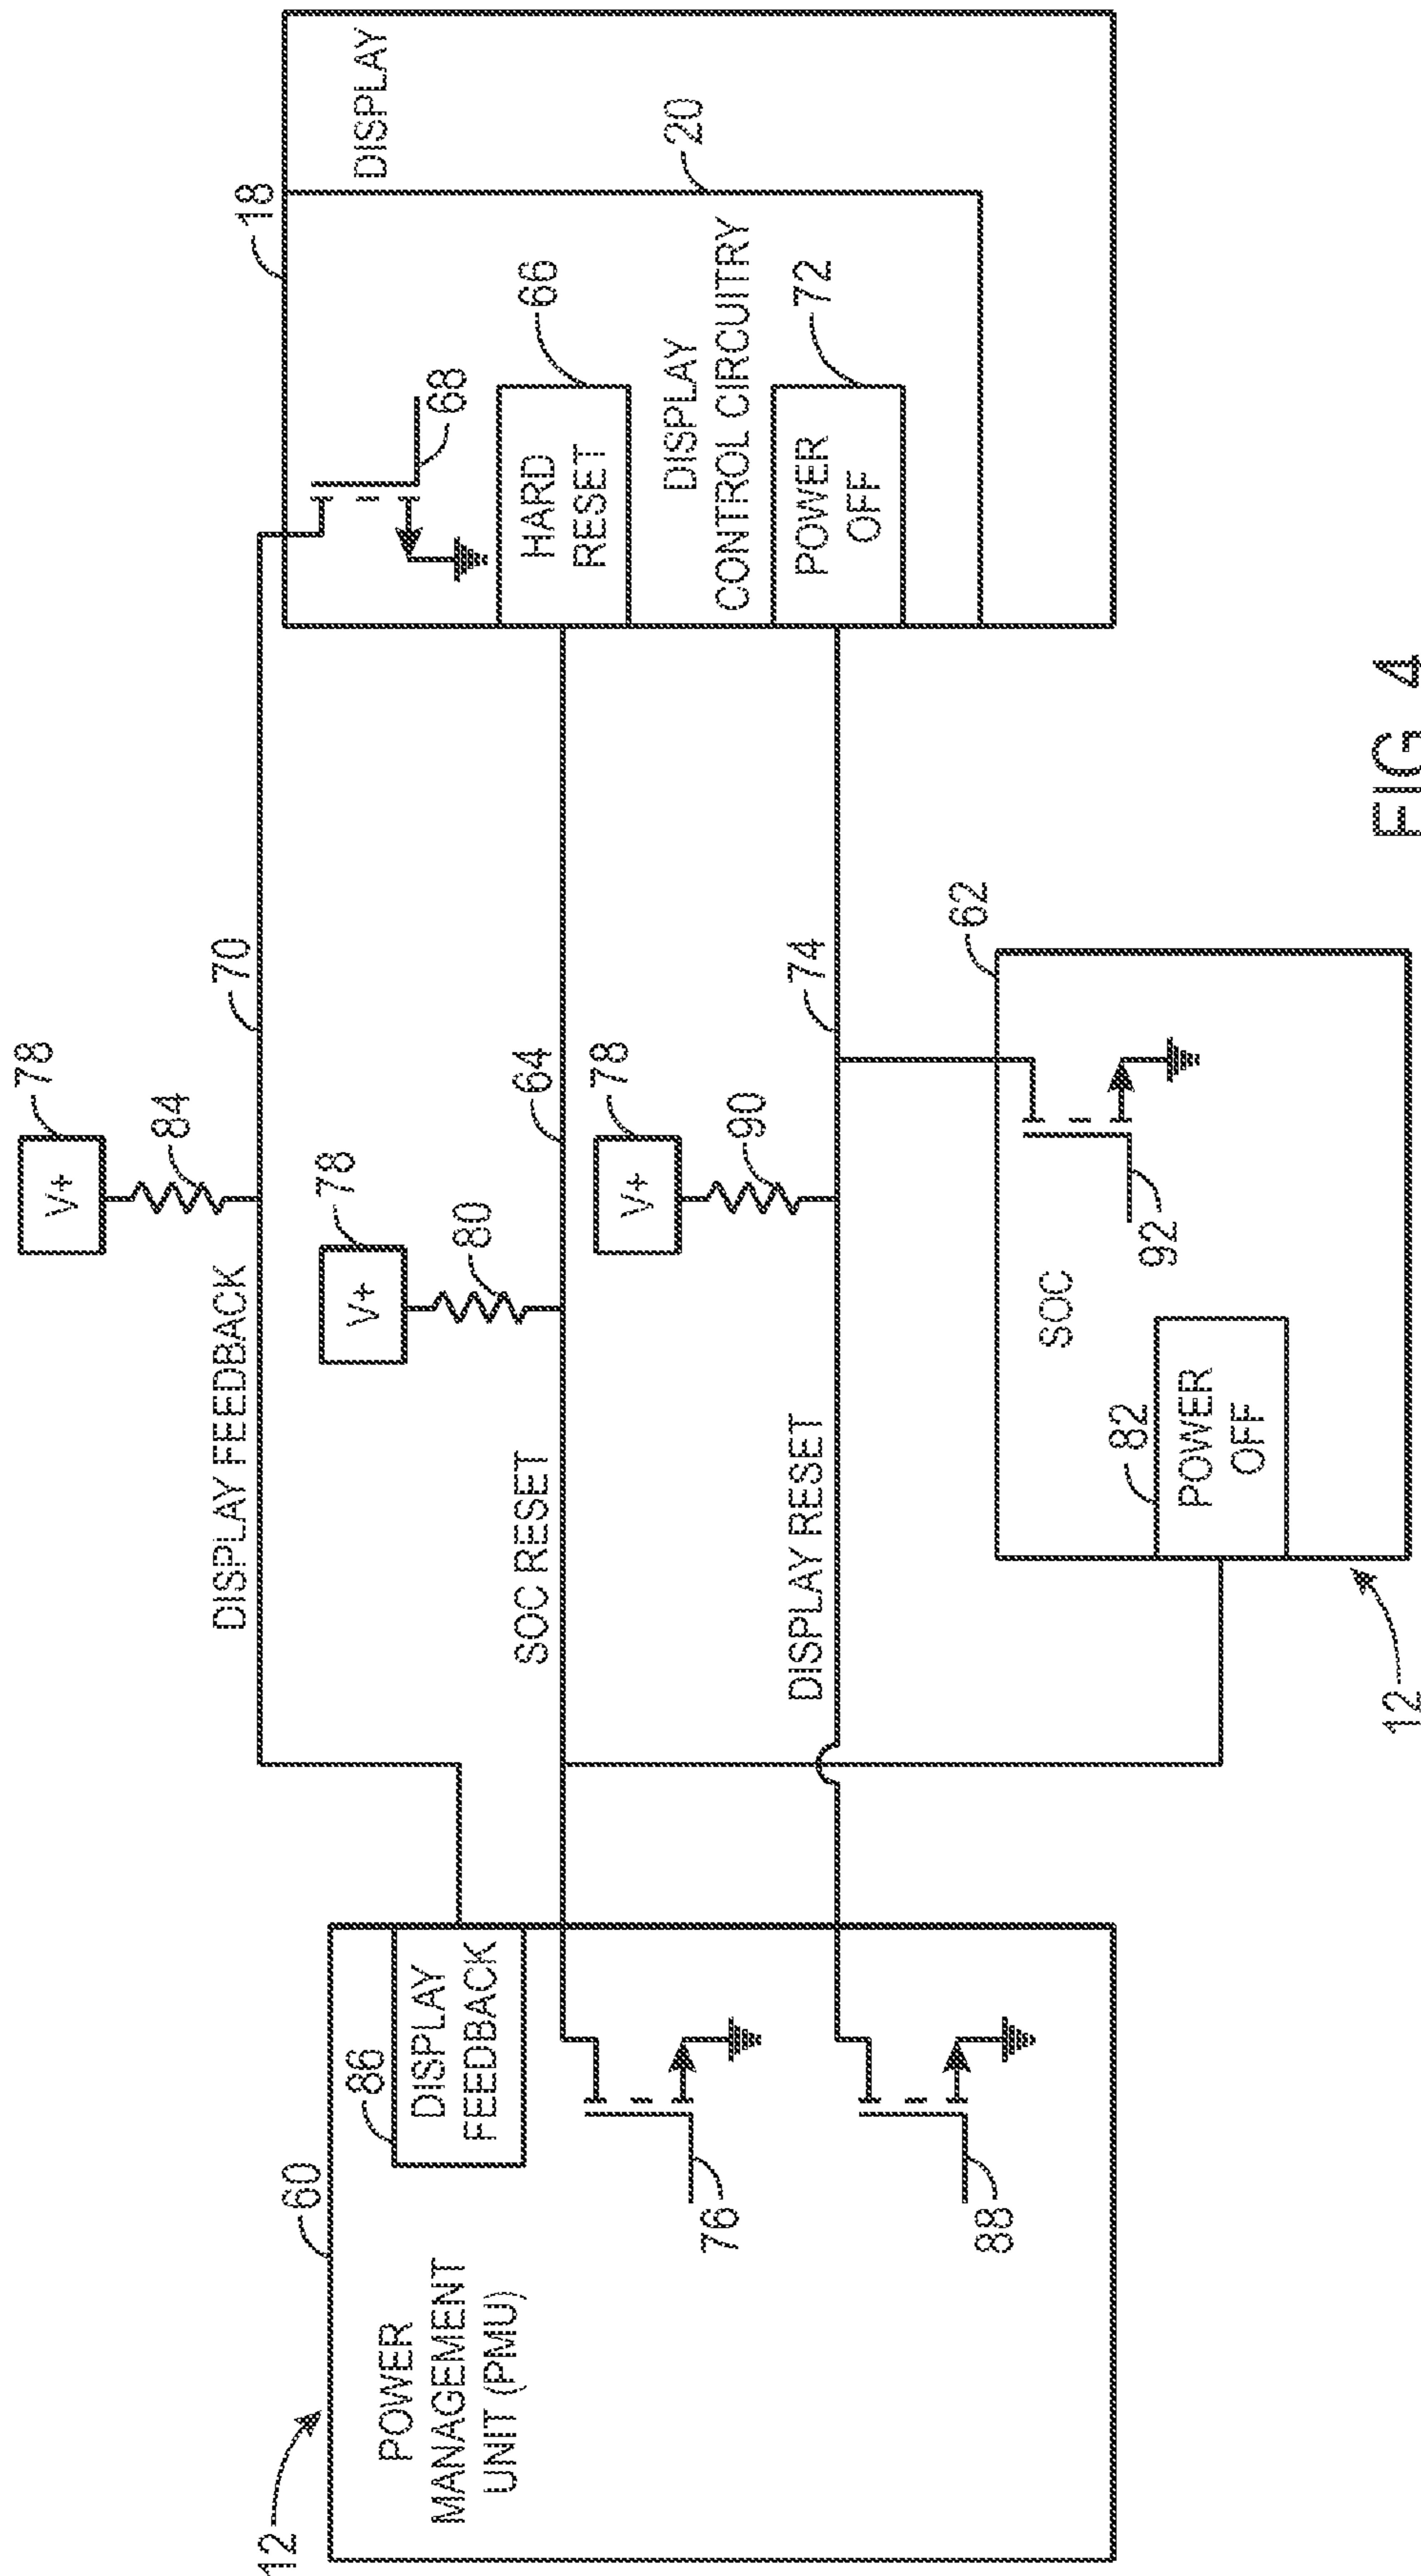 12
60
POWER
MANAGEMENT
UNIT (PMU)
86
DISPLAY
FEEDBACK
76
88
DISPLAY FEEDBACK
70
78
V+
84
SOC RESET
64
78
V+
80
DISPLAY RESET
74
78
V+
90
18
DISPLAY
20
68
HARD
RESET
66
DISPLAY
CONTROL CIRCUITRY
POWER
OFF
72
12
62
SOC
82
POWER
OFF
92
FIG 4